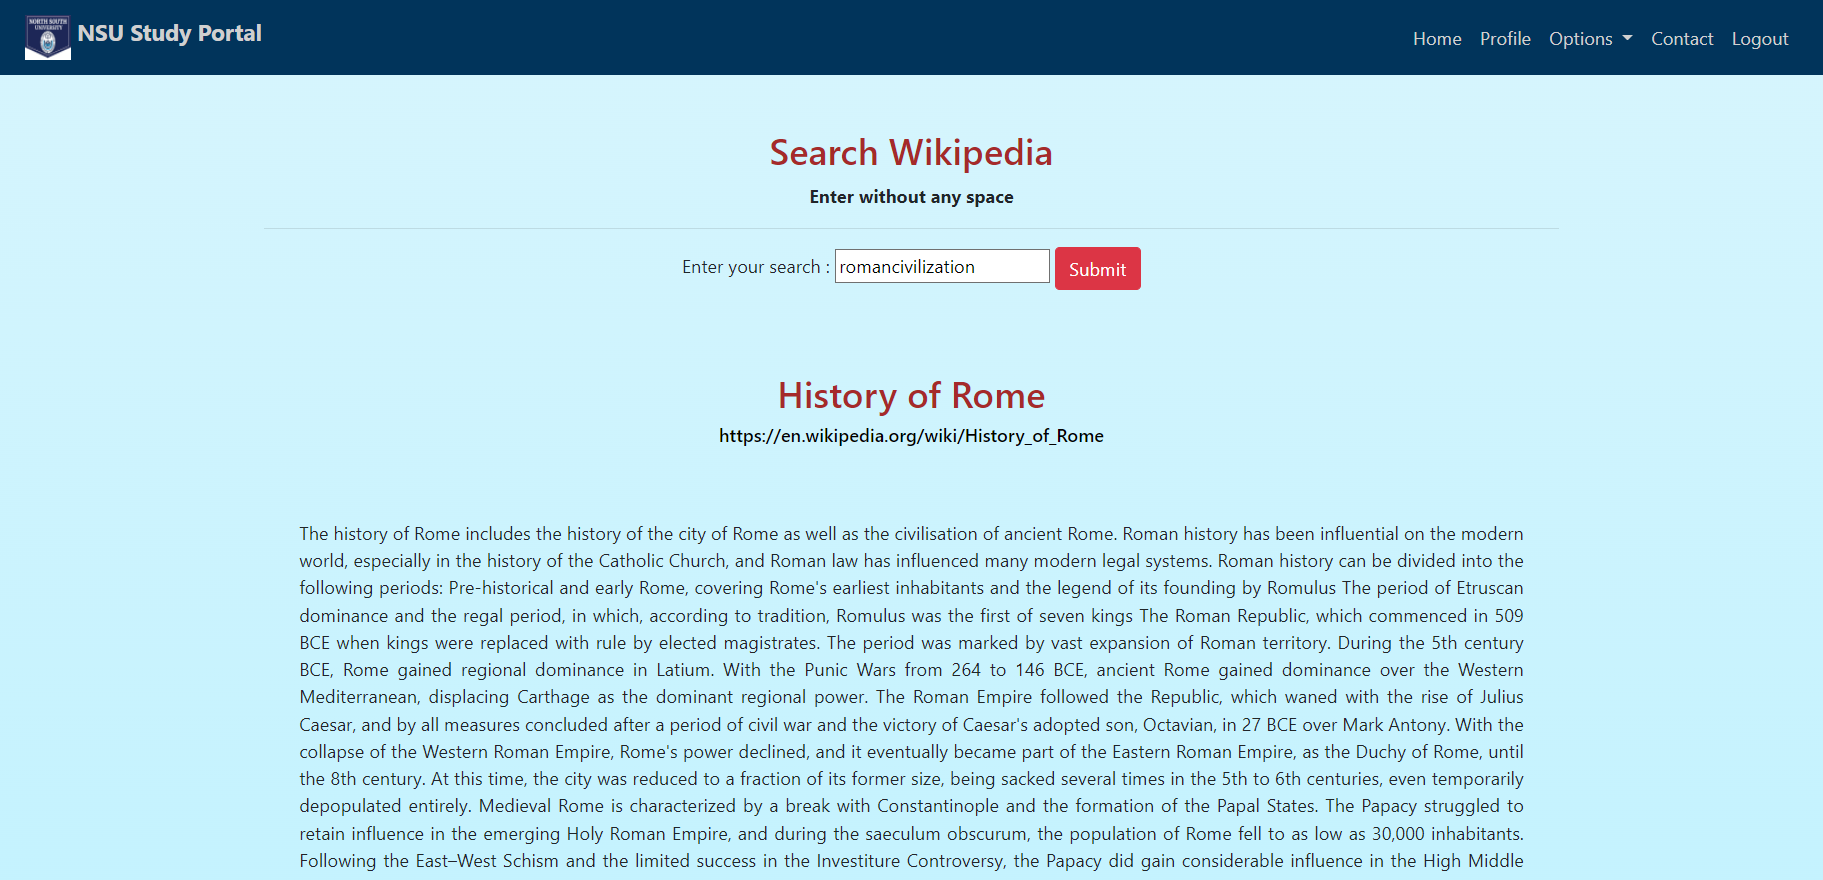 NORTH SOUTH
UNIVERSITY
NSU Study Portal
Home Profile Options Contact Logout
Search Wikipedia
Enter without any space
Enter your search : romancivilization Submit
History of Rome
https://en.wikipedia.org/wiki/History_of_Rome
The history of Rome includes the history of the city of Rome as well as the civilisation of ancient Rome. Roman history has been influential on the modern
world, especially in the history of the Catholic Church, and Roman law has influenced many modern legal systems. Roman history can be divided into the
following periods: Pre-historical and early Rome, covering Rome's earliest inhabitants and the legend of its founding by Romulus The period of Etruscan
dominance and the regal period, in which, according to tradition, Romulus was the first of seven kings The Roman Republic, which commenced in 509
BCE when kings were replaced with rule by elected magistrates. The period was marked by vast expansion of Roman territory. During the 5th century
BCE, Rome gained regional dominance in Latium. With the Punic Wars from 264 to 146 BCE, ancient Rome gained dominance over the Western
Mediterranean, displacing Carthage as the dominant regional power. The Roman Empire followed the Republic, which waned with the rise of Julius
Caesar, and by all measures concluded after a period of civil war and the victory of Caesar's adopted son, Octavian, in 27 BCE over Mark Antony. With the
collapse of the Western Roman Empire, Rome's power declined, and it eventually became part of the Eastern Roman Empire, as the Duchy of Rome, until
the 8th century. At this time, the city was reduced to a fraction of its former size, being sacked several times in the 5th to 6th centuries, even temporarily
depopulated entirely. Medieval Rome is characterized by a break with Constantinople and the formation of the Papal States. The Papacy struggled to
retain influence in the emerging Holy Roman Empire, and during the saeculum obscurum, the population of Rome fell to as low as 30,000 inhabitants.
Following the East–West Schism and the limited success in the Investiture Controversy, the Papacy did gain considerable influence in the High Middle